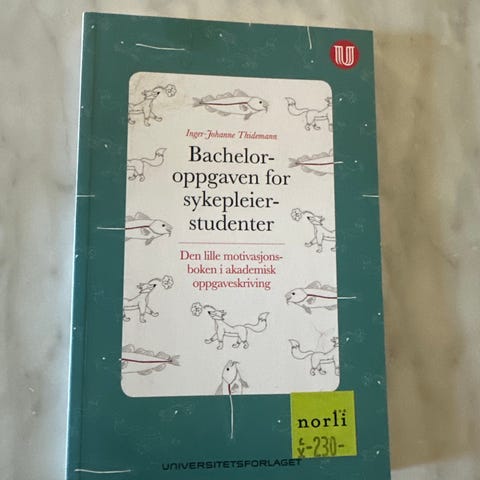 Inger-Johanne Thidemann
Bachelor-
oppgaven for
sykepleier-
studenter
Den lille motivasjons-
boken i akademisk
oppgaveskriving
norli
-230-
UNIVERSITETSFORLAGET